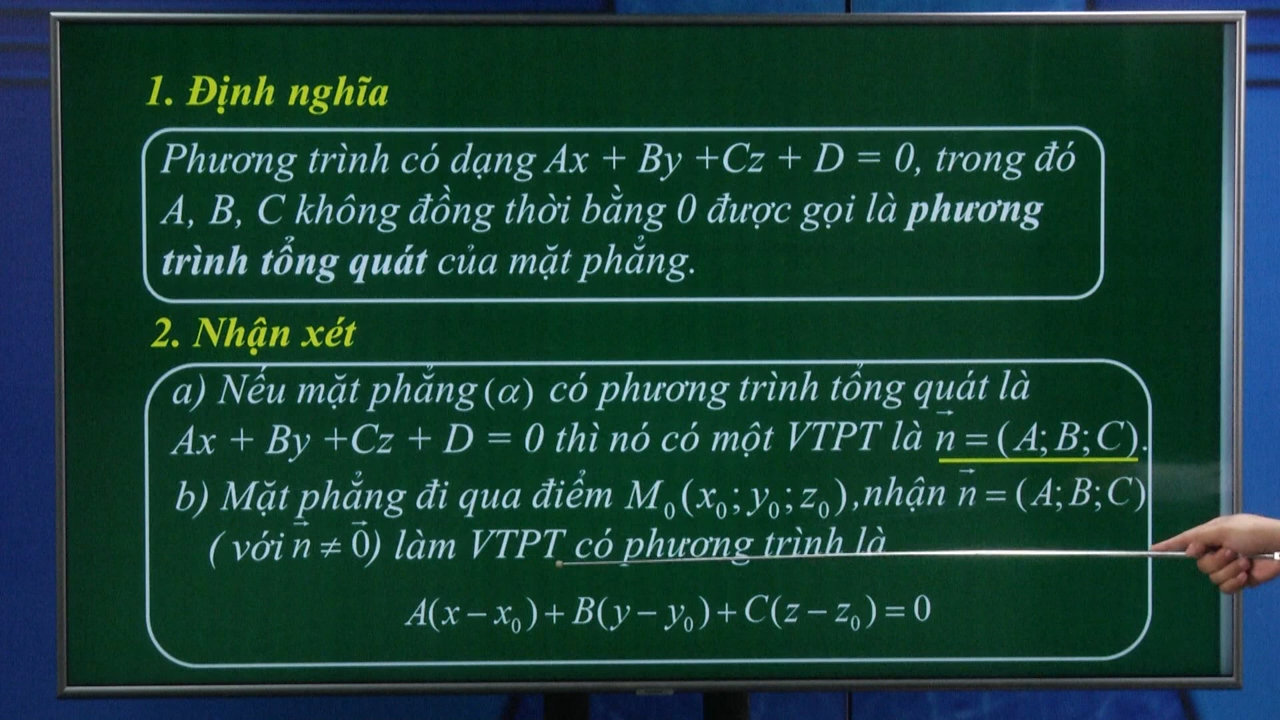 1. Định nghĩa
Phương trình có dạng Ax + By +Cz + D = 0, trong đó
A, B, C không đồng thời bằng 0 được gọi là phương
trình tổng quát của mặt phẳng.
2. Nhận xét
a) Nếu mặt phẳng (α) có phương trình tổng quát là
Ax + By +Cz + D = 0 thì nó có một VTPT là n⃗ = (A; B; C).
b) Mặt phẳng đi qua điểm M₀(x₀; y₀; z₀), nhận n⃗ = (A; B; C)
( với n⃗ ≠ 0⃗) làm VTPT có phương trình là
A(x − x₀) + B(y − y₀) + C(z − z₀) = 0